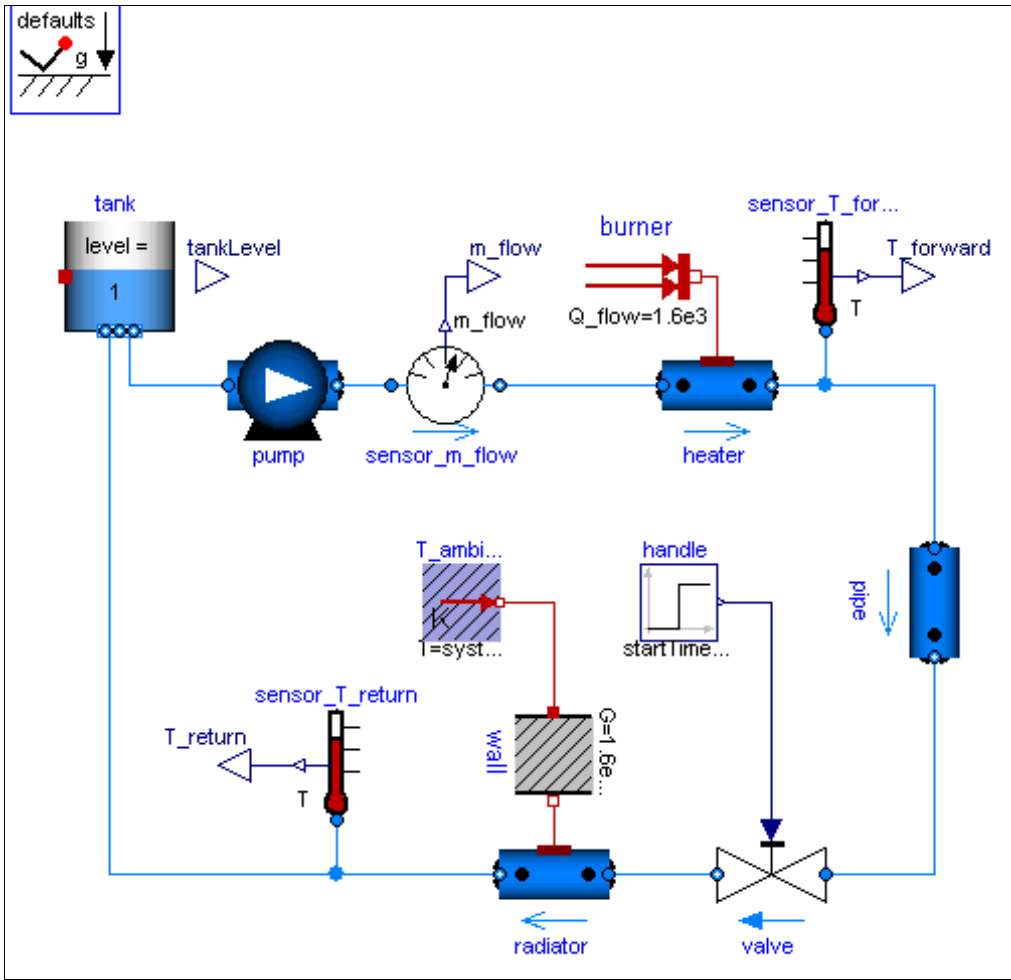 defaults
g
tank
level =
1
tankLevel
m_flow
m_flow
sensor_m_flow
pump
burner
Q_flow=1.6e3
heater
sensor_T_for...
T_forward
T
pipe
T_ambi...
K
T=syst...
handle
startTime...
sensor_T_return
T_return
T
wall
G=1.6e...
radiator
valve